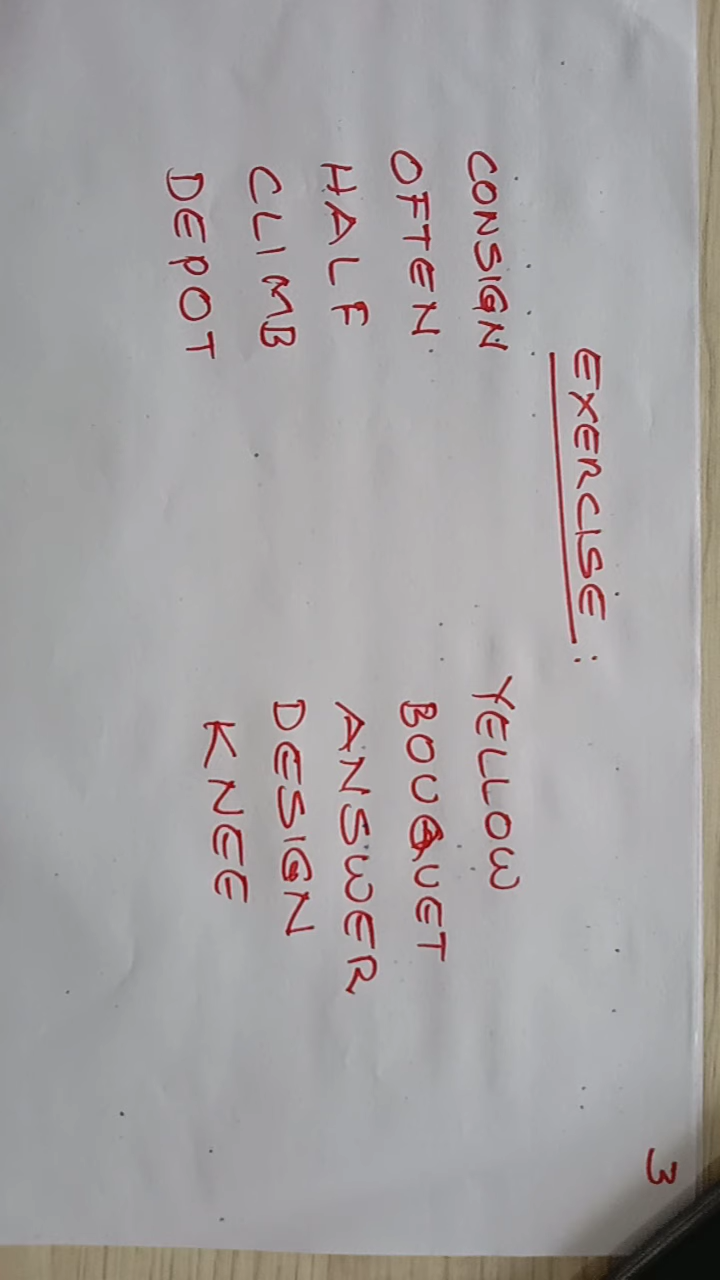 3
EXERCISE:
CONSIGN YELLOW
OFTEN BOUQUET
HALF ANSWER
CLIMB DESIGN
DEPOT KNEE